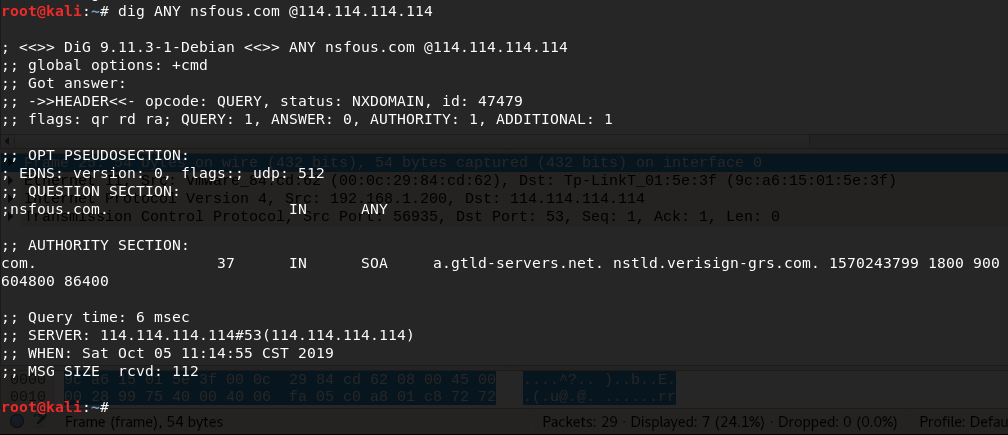 root@kali:~# dig ANY nsfous.com @114.114.114.114
; <<>> DiG 9.11.3-1-Debian <<>> ANY nsfous.com @114.114.114.114
;; global options: +cmd
;; Got answer:
;; ->>HEADER<<- opcode: QUERY, status: NXDOMAIN, id: 47479
;; flags: qr rd ra; QUERY: 1, ANSWER: 0, AUTHORITY: 1, ADDITIONAL: 1
;; OPT PSEUDOSECTION:
bytes on wire (432 bits), 54 bytes captured (432 bits) on interface 0
; EDNS: version: 0, flags:; udp: 512
(00:0c:29:84:cd:62), Dst: Tp-LinkT_01:5e:3f (9c:a6:15:01:5e:3f)
;; QUESTION SECTION:
Internet Protocol Version 4, Src: 192.168.1.200, Dst: 114.114.114.114
;nsfous.com. IN ANY
Transmission Control Protocol, Src Port: 56935, Dst Port: 53, Seq: 1, Ack: 1, Len: 0
;; AUTHORITY SECTION:
com. 37 IN SOA a.gtld-servers.net. nstld.verisign-grs.com. 1570243799 1800 900
604800 86400
;; Query time: 6 msec
;; SERVER: 114.114.114.114#53(114.114.114.114)
;; WHEN: Sat Oct 05 11:14:55 CST 2019
;; MSG SIZE rcvd: 112
0000 9c a6 15 01 5e 3f 00 0c 29 84 cd 62 08 00 45 00 ....^?.. )..b..E.
0010 00 28 99 75 40 00 40 06 fa 05 c0 a8 01 c8 72 72 .(.u@.@. ......rr
root@kali:~#
Frame (frame), 54 bytes Packets: 29 · Displayed: 7 (24.1%) · Dropped: 0 (0.0%) Profile: Defau